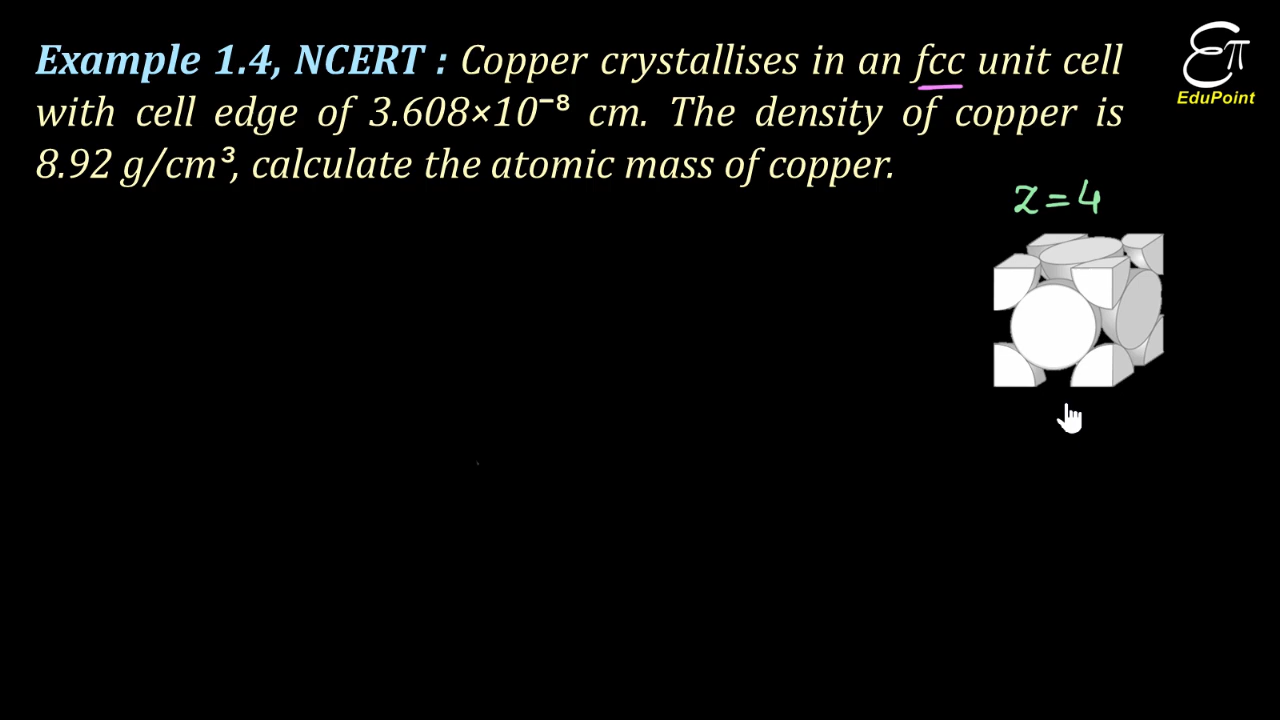 Example 1.4, NCERT : Copper crystallises in an fcc unit cell
with cell edge of 3.608×10⁻⁸ cm. The density of copper is
8.92 g/cm³, calculate the atomic mass of copper.
z=4
επ
EduPoint